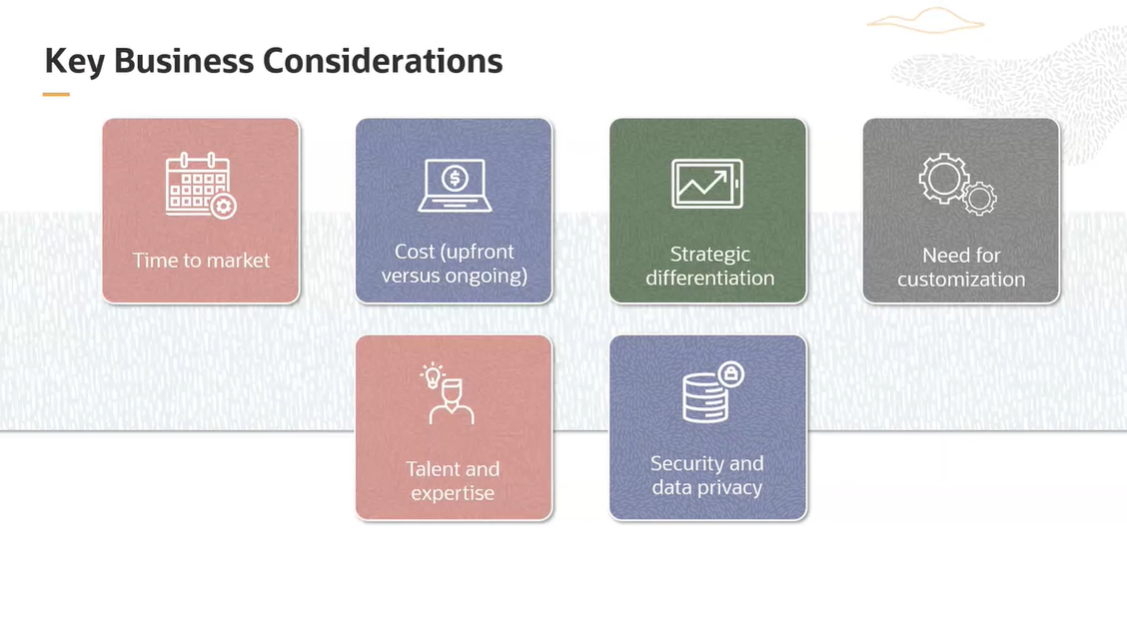 Key Business Considerations
Time to market
Cost (upfront
versus ongoing)
Strategic
differentiation
Need for
customization
Talent and
expertise
Security and
data privacy